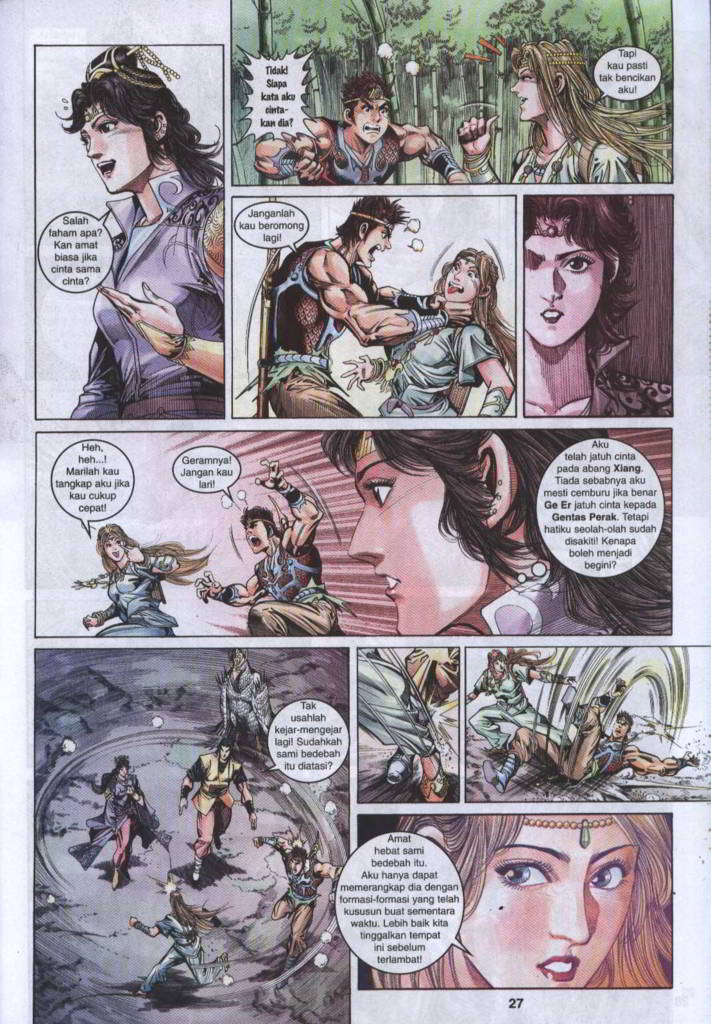 Salah
faham apa?
Kan amat
biasa jika
cinta sama
cinta?
Tidak!
Siapa
kata aku
cinta-
kan dia?
Tapi
kau pasti
tak bencikan
aku!
Janganlah
kau beromong
lagi!
Heh,
heh...!
Marilah kau
tangkap aku jika
kau cukup
cepat!
Geramnya!
Jangan kau
lari!
Aku
telah jatuh cinta
pada abang Xiang.
Tiada sebabnya aku
mesti cemburu jika benar
Ge Er jatuh cinta kepada
Gentas Perak. Tetapi
hatiku seolah-olah sudah
disakiti! Kenapa
boleh menjadi
begini?
Tak
usahlah
kejar-mengejar
lagi! Sudahkah
sami bedebah
itu diatasi?
Amat
hebat sami
bedebah itu.
Aku hanya dapat
memerangkap dia dengan
formasi-formasi yang telah
kususun buat sementara
waktu. Lebih baik kita
tinggalkan tempat
ini sebelum
terlambat!
27